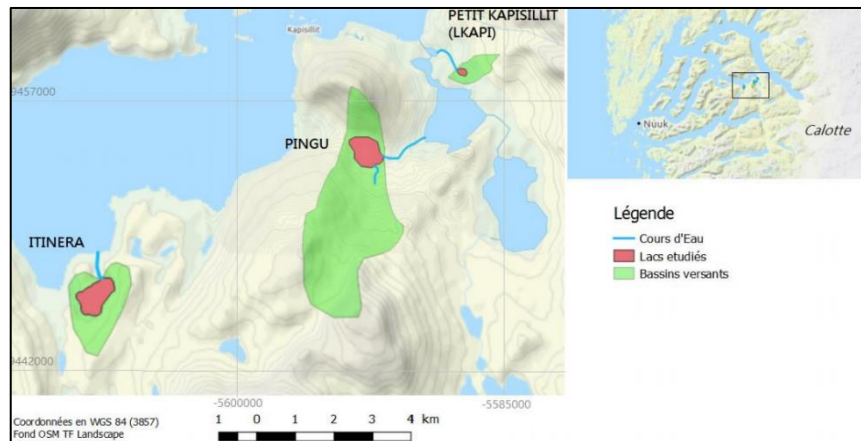 PETIT KAPISILLIT
(LKAPI)
Kapisillit
9457000
PINGU
ITINERA
9442000
-5600000
-5585000
Coordonnées en WGS 84 (3857)
Fond OSM TF Landscape
1 0 1 2 3 4 km
Nuuk
Calotte
Légende
Cours d'Eau
Lacs etudiés
Bassins versants